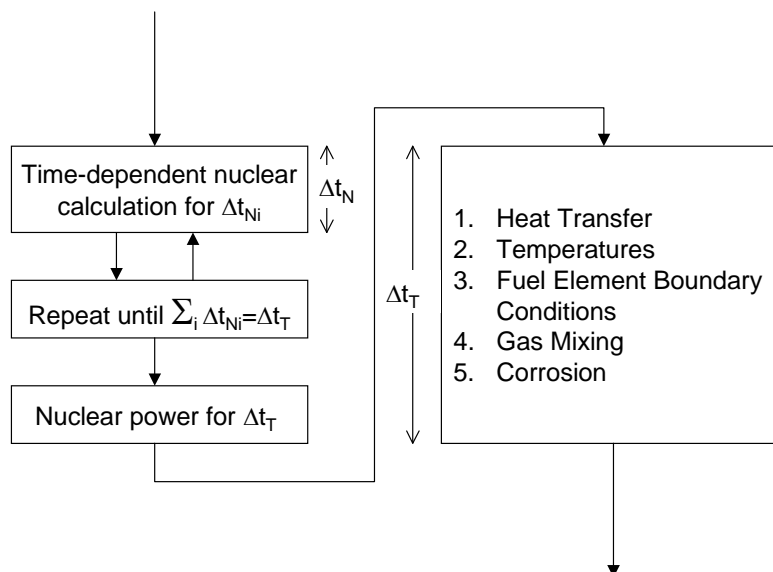 Time-dependent nuclear
calculation for Δt_Ni
Δt_N
Repeat until ∑_i Δt_Ni=Δt_T
Nuclear power for Δt_T
Δt_T
1. Heat Transfer
2. Temperatures
3. Fuel Element Boundary
Conditions
4. Gas Mixing
5. Corrosion